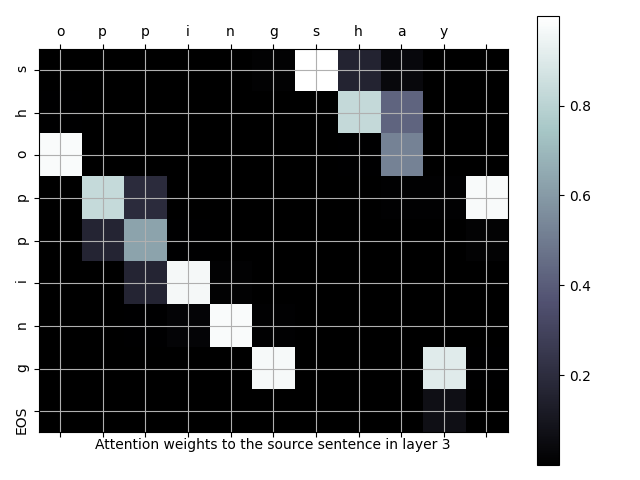 o p p i n g s h a y
s
h
o
p
p
i
n
g
EOS
0.8
0.6
0.4
0.2
Attention weights to the source sentence in layer 3